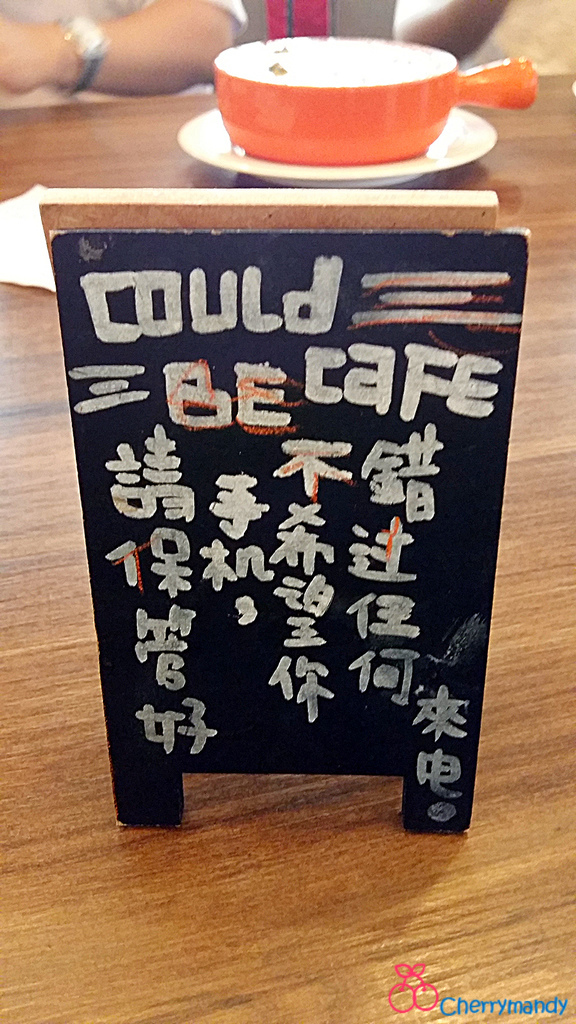 COULD
BE CAFE
請保管好
手机，
不希望你
錯过任何
來电。
Cherrymandy